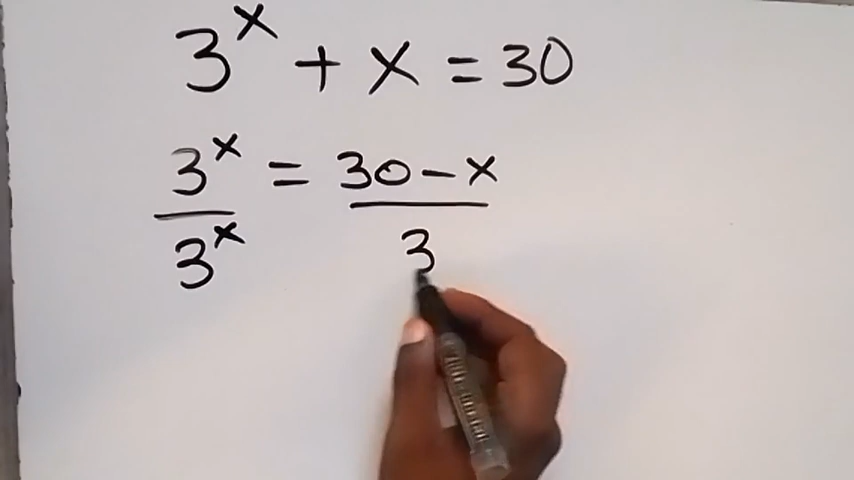 3^x + x = 30
3^x = 30 - x
3^x 3